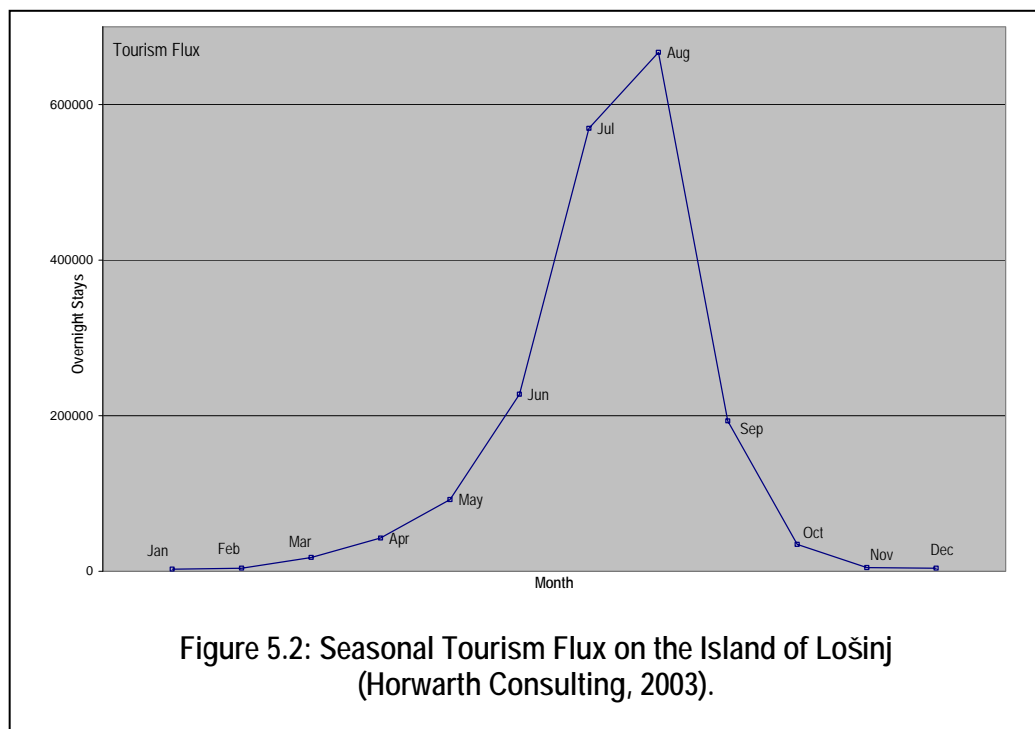 Tourism Flux
600000
400000
200000
0
Overnight Stays
Jan
Feb
Mar
Apr
May
Jun
Jul
Aug
Sep
Oct
Nov
Dec
Month
Figure 5.2: Seasonal Tourism Flux on the Island of Lošinj
(Horwarth Consulting, 2003).